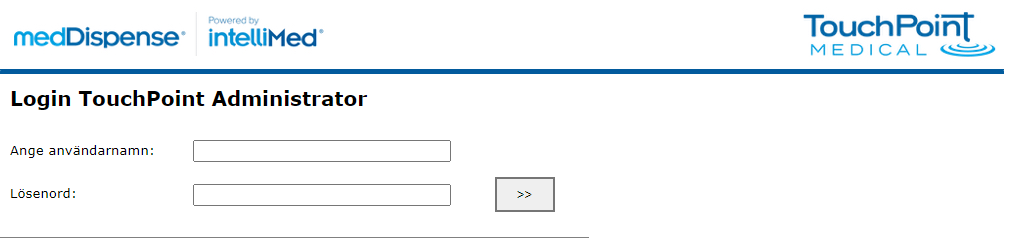 medDispense®
Powered by
intelliMed®
TouchPoint
MEDICAL
Login TouchPoint Administrator
Ange användarnamn:
Lösenord:
>>